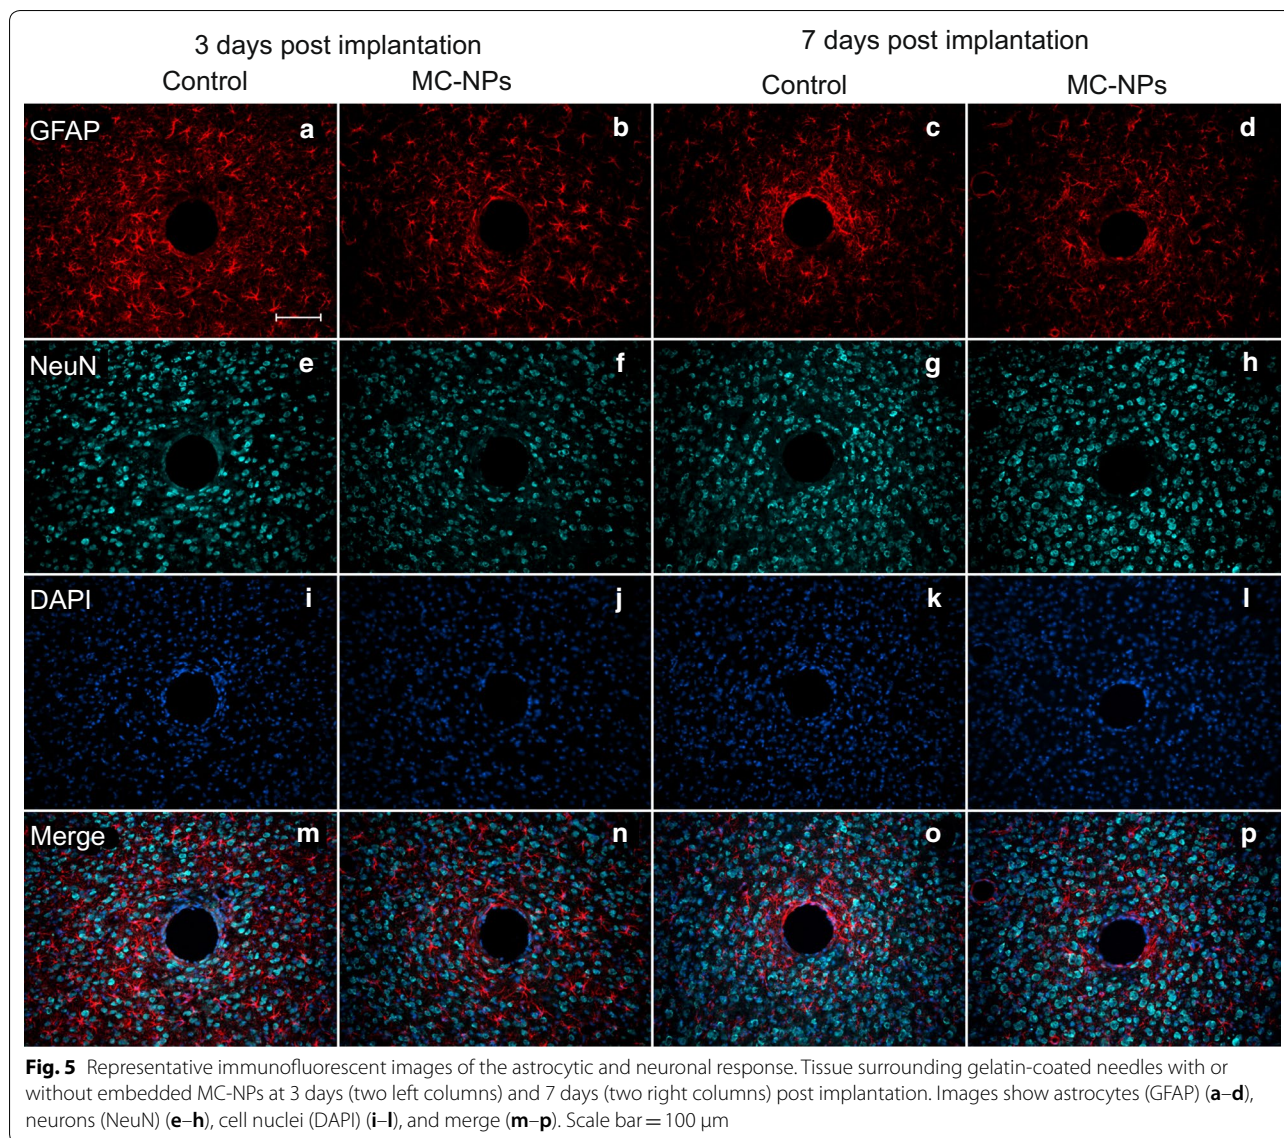 3 days post implantation 7 days post implantation
Control MC-NPs Control MC-NPs
GFAP a b c d
NeuN e f g h
DAPI i j k l
Merge m n o p
Fig. 5 Representative immunofluorescent images of the astrocytic and neuronal response. Tissue surrounding gelatin-coated needles with or
without embedded MC-NPs at 3 days (two left columns) and 7 days (two right columns) post implantation. Images show astrocytes (GFAP) (a–d),
neurons (NeuN) (e–h), cell nuclei (DAPI) (i–l), and merge (m–p). Scale bar = 100 µm